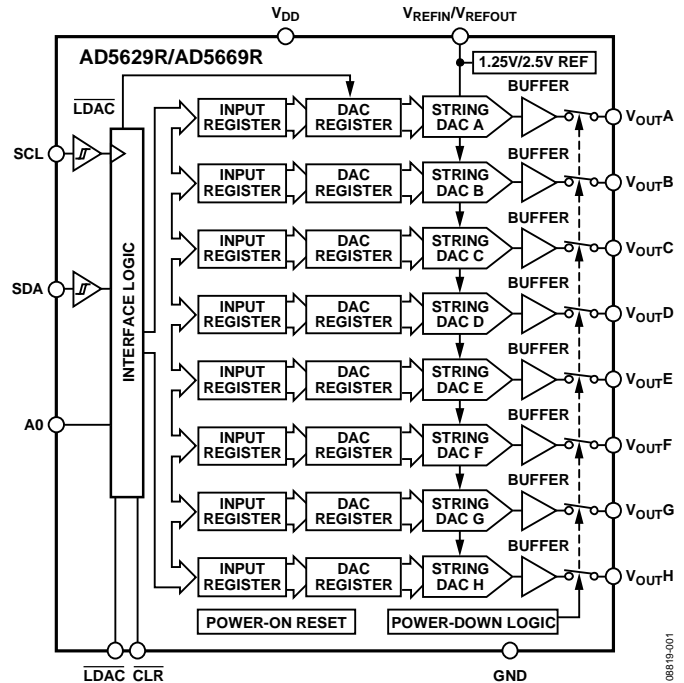 VDD
VREFIN/VREFOUT
AD5629R/AD5669R
1.25V/2.5V REF
LDAC
BUFFER
INPUT REGISTER
DAC REGISTER
STRING DAC A
VOUTA
SCL
BUFFER
INPUT REGISTER
DAC REGISTER
STRING DAC B
VOUTB
BUFFER
INPUT REGISTER
DAC REGISTER
STRING DAC C
VOUTC
SDA
BUFFER
INPUT REGISTER
DAC REGISTER
STRING DAC D
VOUTD
INTERFACE LOGIC
BUFFER
INPUT REGISTER
DAC REGISTER
STRING DAC E
VOUTE
A0
BUFFER
INPUT REGISTER
DAC REGISTER
STRING DAC F
VOUTF
BUFFER
INPUT REGISTER
DAC REGISTER
STRING DAC G
VOUTG
BUFFER
INPUT REGISTER
DAC REGISTER
STRING DAC H
VOUTH
POWER-ON RESET
POWER-DOWN LOGIC
LDAC
CLR
GND
08819-001